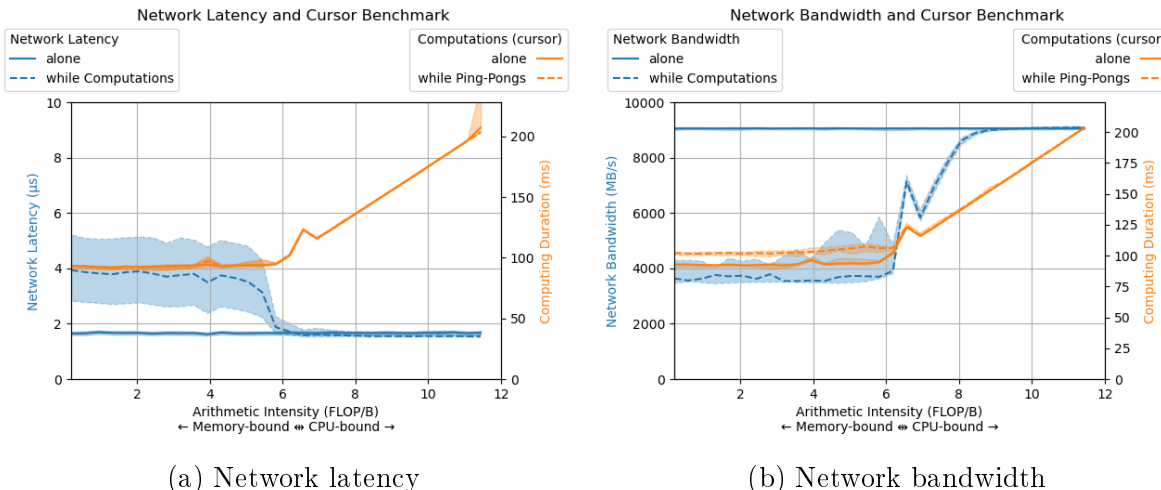 Network Latency and Cursor Benchmark
Network Latency
alone
while Computations
Computations (cursor)
alone
while Ping-Pongs
Network Latency (µs)
10
8
6
4
2
0
200
150
100
50
0
Computing Duration (ms)
2 4 6 8 10 12
Arithmetic Intensity (FLOP/B)
← Memory-bound ⇹ CPU-bound →
(a) Network latency
Network Bandwidth and Cursor Benchmark
Network Bandwidth
alone
while Computations
Computations (cursor
alone
while Ping-Pongs
Network Bandwidth (MB/s)
10000
8000
6000
4000
2000
0
200
175
150
125
100
75
50
25
0
Computing Duration (ms)
2 4 6 8 10 12
Arithmetic Intensity (FLOP/B)
← Memory-bound ⇹ CPU-bound →
(b) Network bandwidth